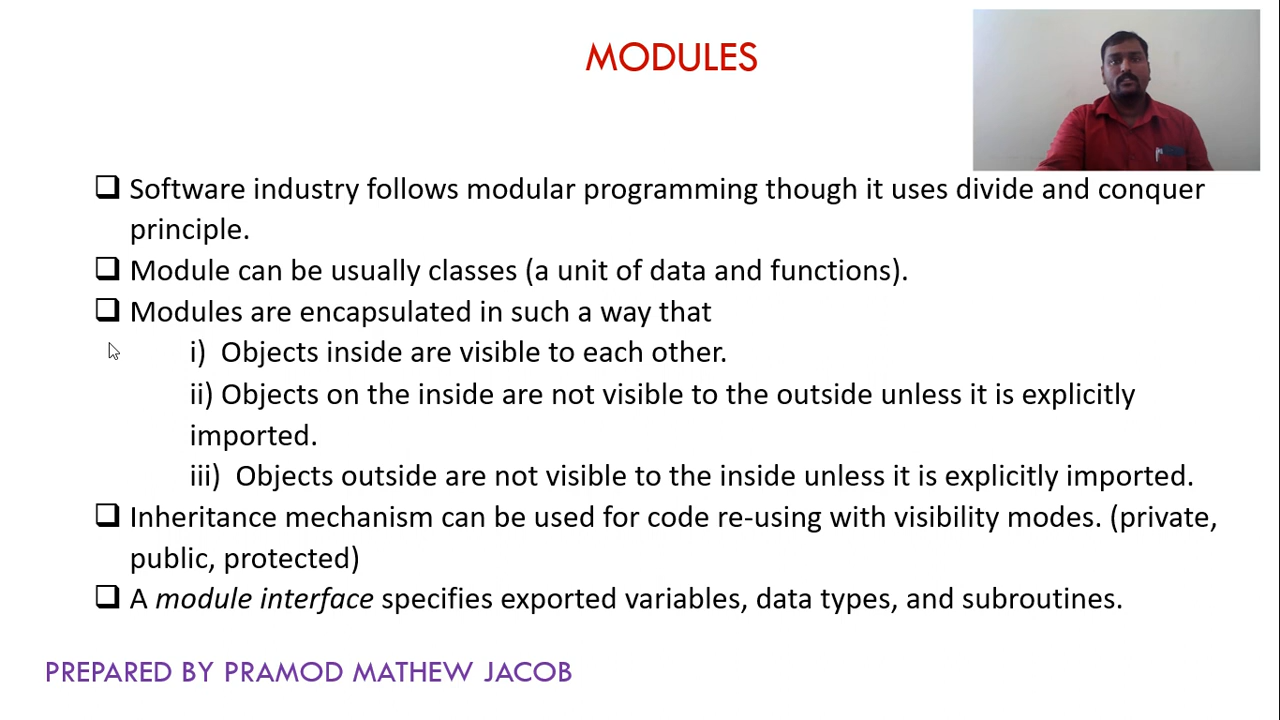 MODULES
❑ Software industry follows modular programming though it uses divide and conquer
principle.
❑ Module can be usually classes (a unit of data and functions).
❑ Modules are encapsulated in such a way that
i) Objects inside are visible to each other.
ii) Objects on the inside are not visible to the outside unless it is explicitly
imported.
iii) Objects outside are not visible to the inside unless it is explicitly imported.
❑ Inheritance mechanism can be used for code re-using with visibility modes. (private,
public, protected)
❑ A module interface specifies exported variables, data types, and subroutines.
PREPARED BY PRAMOD MATHEW JACOB